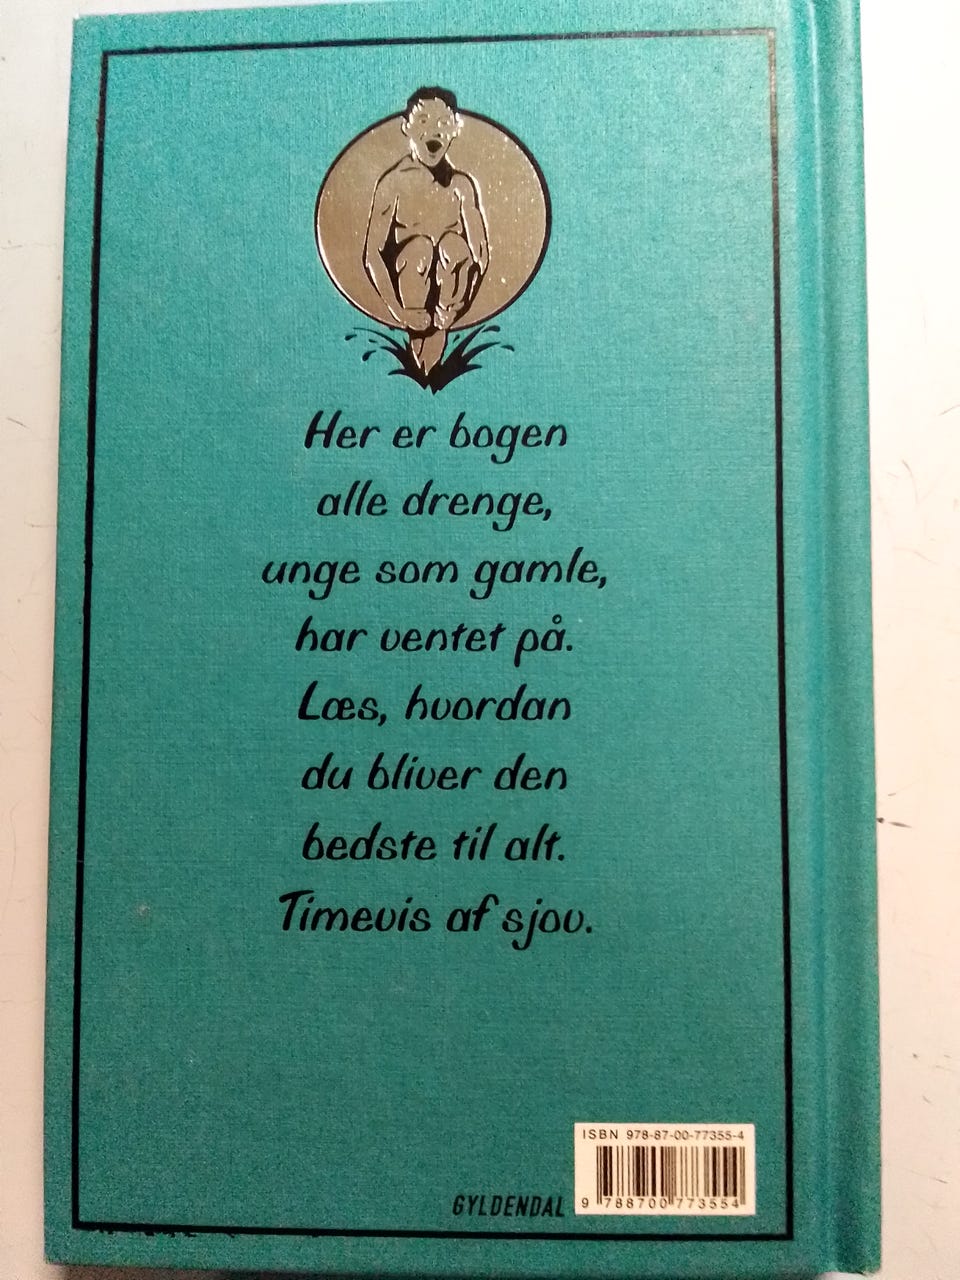 Her er bogen
alle drenge,
unge som gamle,
har ventet på.
Læs, hvordan
du bliver den
bedste til alt.
Timevis af sjov.
ISBN 978-87-00-77355-4
9 788700 773554
GYLDENDAL